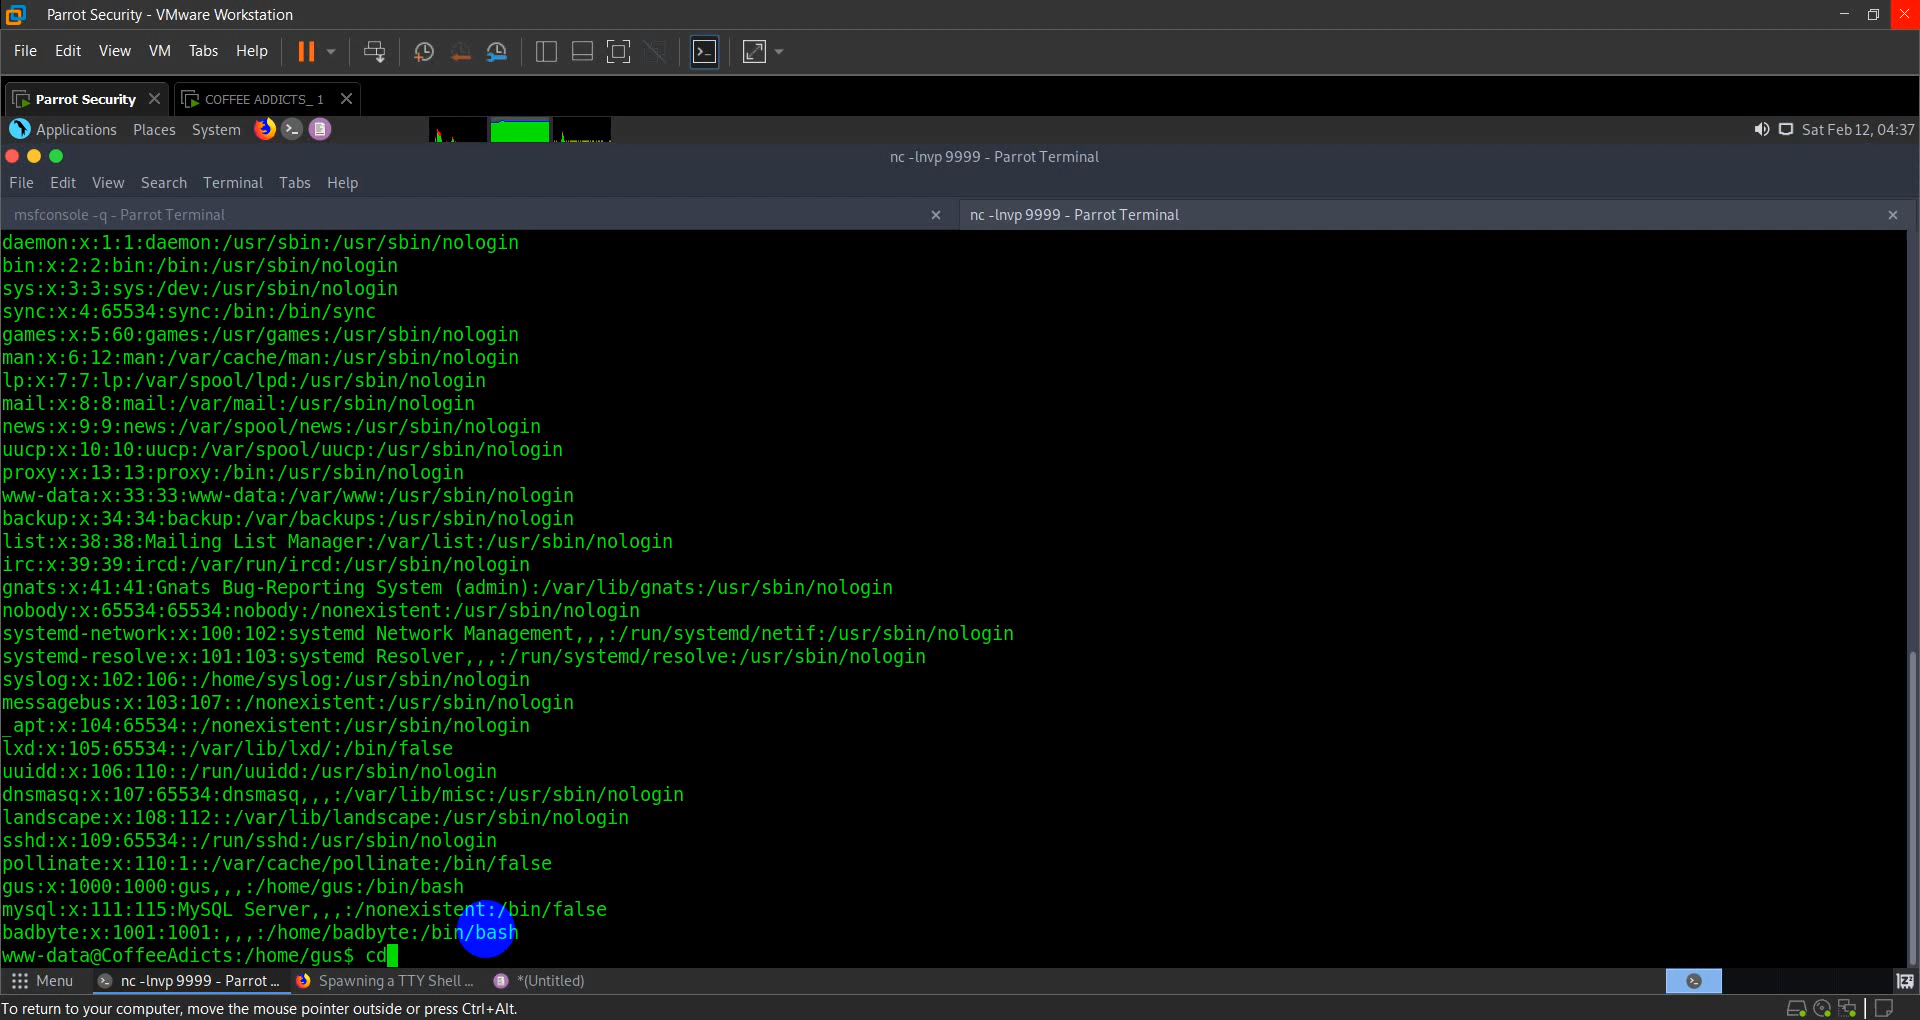 Parrot Security - VMware Workstation
File Edit View VM Tabs Help
Parrot Security COFFEE ADDICTS_ 1
Applications Places System Sat Feb 12, 04:37
nc -lnvp 9999 - Parrot Terminal
File Edit View Search Terminal Tabs Help
msfconsole -q - Parrot Terminal nc -lnvp 9999 - Parrot Terminal
daemon:x:1:1:daemon:/usr/sbin:/usr/sbin/nologin
bin:x:2:2:bin:/bin:/usr/sbin/nologin
sys:x:3:3:sys:/dev:/usr/sbin/nologin
sync:x:4:65534:sync:/bin:/bin/sync
games:x:5:60:games:/usr/games:/usr/sbin/nologin
man:x:6:12:man:/var/cache/man:/usr/sbin/nologin
lp:x:7:7:lp:/var/spool/lpd:/usr/sbin/nologin
mail:x:8:8:mail:/var/mail:/usr/sbin/nologin
news:x:9:9:news:/var/spool/news:/usr/sbin/nologin
uucp:x:10:10:uucp:/var/spool/uucp:/usr/sbin/nologin
proxy:x:13:13:proxy:/bin:/usr/sbin/nologin
www-data:x:33:33:www-data:/var/www:/usr/sbin/nologin
backup:x:34:34:backup:/var/backups:/usr/sbin/nologin
list:x:38:38:Mailing List Manager:/var/list:/usr/sbin/nologin
irc:x:39:39:ircd:/var/run/ircd:/usr/sbin/nologin
gnats:x:41:41:Gnats Bug-Reporting System (admin):/var/lib/gnats:/usr/sbin/nologin
nobody:x:65534:65534:nobody:/nonexistent:/usr/sbin/nologin
systemd-network:x:100:102:systemd Network Management,,,:/run/systemd/netif:/usr/sbin/nologin
systemd-resolve:x:101:103:systemd Resolver,,,:/run/systemd/resolve:/usr/sbin/nologin
syslog:x:102:106::/home/syslog:/usr/sbin/nologin
messagebus:x:103:107::/nonexistent:/usr/sbin/nologin
_apt:x:104:65534::/nonexistent:/usr/sbin/nologin
lxd:x:105:65534::/var/lib/lxd/:/bin/false
uuidd:x:106:110::/run/uuidd:/usr/sbin/nologin
dnsmasq:x:107:65534:dnsmasq,,,:/var/lib/misc:/usr/sbin/nologin
landscape:x:108:112::/var/lib/landscape:/usr/sbin/nologin
sshd:x:109:65534::/run/sshd:/usr/sbin/nologin
pollinate:x:110:1::/var/cache/pollinate:/bin/false
gus:x:1000:1000:gus,,,:/home/gus:/bin/bash
mysql:x:111:115:MySQL Server,,,:/nonexistent:/bin/false
badbyte:x:1001:1001:,,,:/home/badbyte:/bin/bash
www-data@CoffeeAdicts:/home/gus$ cd
Menu nc -lnvp 9999 - Parrot ... Spawning a TTY Shell ... *(Untitled)
To return to your computer, move the mouse pointer outside or press Ctrl+Alt.